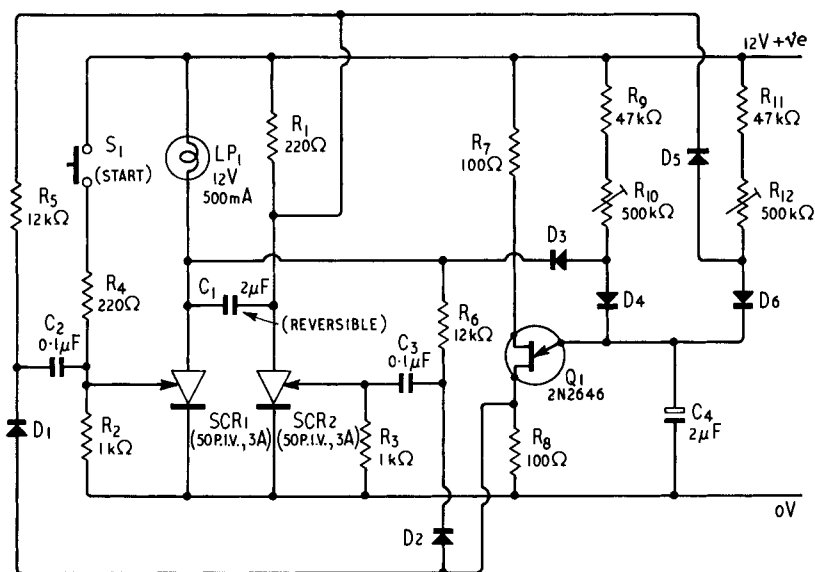 12V +ve
R9
47kΩ
R11
47kΩ
S1
(START)
LP1
12V
500mA
R1
220Ω
R7
100Ω
D5
R5
12kΩ
R10
500kΩ
R12
500kΩ
D3
R4
220Ω
C1
2μF
(REVERSIBLE)
R6
12kΩ
D4
D6
C2
0·1μF
C3
0·1μF
Q1
2N2646
D1
R2
1kΩ
SCR1
(50P.I.V., 3A)
SCR2
(50P.I.V., 3A)
R3
1kΩ
R8
100Ω
C4
2μF
D2
0V